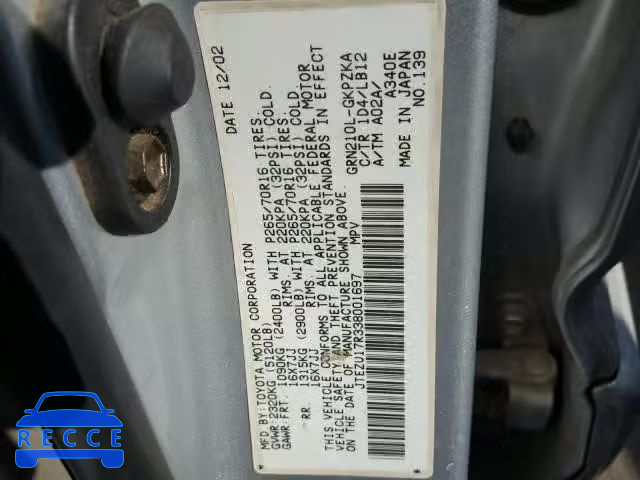 MFD BY: TOYOTA MOTOR CORPORATION DATE 12/02
GVWR: 2320KG (5120LB)
GAWR: FRT. 1090KG (2400LB) WITH P265/70R16 TIRES.
16X7JJ RIMS. AT 220KPA (32PSI) COLD.
RR. 1315KG (2900LB) WITH P265/70R16 TIRES.
16X7JJ RIMS. AT 220KPA (32PSI) COLD.
THIS VEHICLE CONFORMS TO ALL APPLICABLE FEDERAL MOTOR
VEHICLE SAFETY AND THEFT PREVENTION STANDARDS IN EFFECT
ON THE DATE OF MANUFACTURE SHOWN ABOVE.
JTEZU17R338001697 MPV
GRN210L-GKPZKA
C/TR 1D4/LB12
A/TM A02A/
A340E
MADE IN JAPAN
NO.139
RECCE